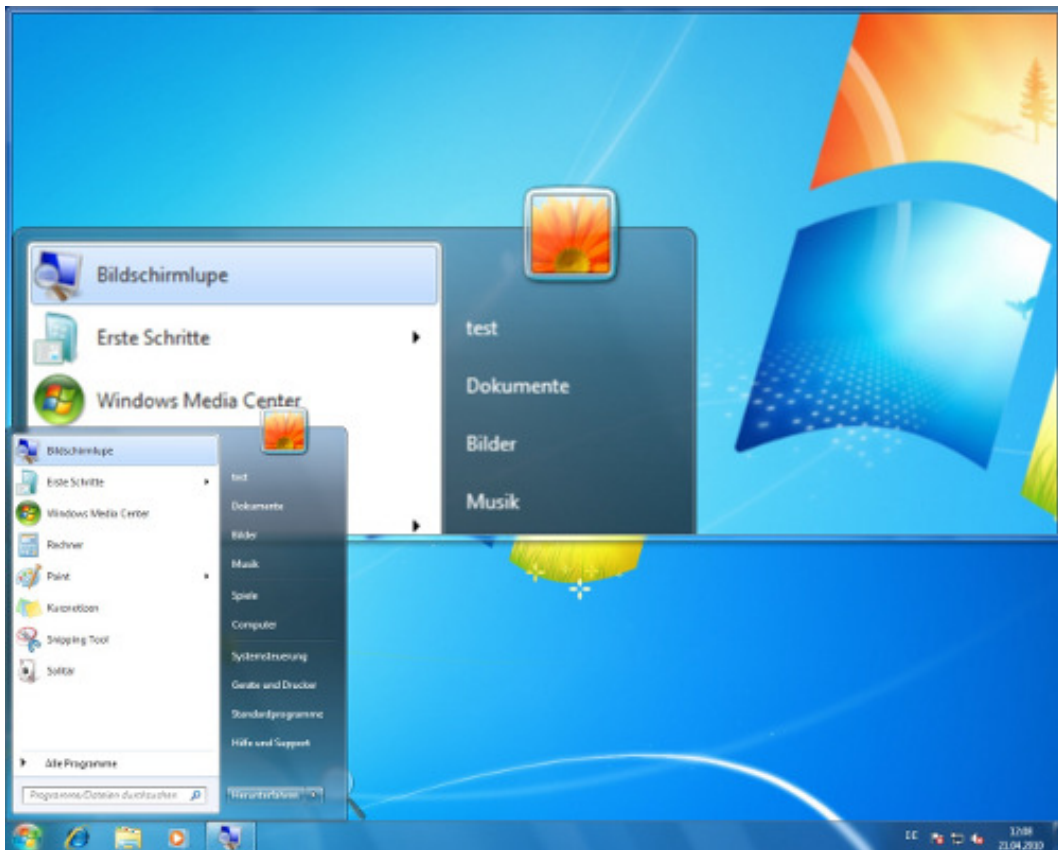 Bildschirmlupe
Erste Schritte
Windows Media Center
test
Dokumente
Bilder
Musik
Bildschirmlupe
Erste Schritte
Windows Media Center
Rechner
Paint
Kurznotizen
Snipping Tool
Solitär
Alle Programme
Programme/Dateien durchsuchen
test
Dokumente
Bilder
Musik
Spiele
Computer
Systemsteuerung
Geräte und Drucker
Standardprogramme
Hilfe und Support
Herunterfahren
DE
12:08
21.04.2010